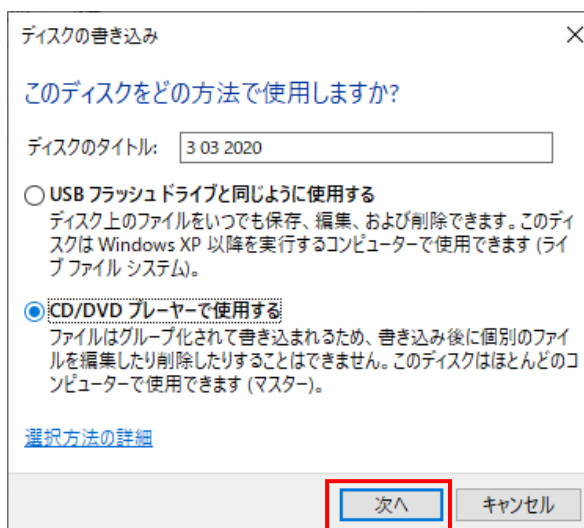 ディスクの書き込み
このディスクをどの方法で使用しますか?
ディスクのタイトル: 3 03 2020
USB フラッシュ ドライブと同じように使用する
ディスク上のファイルをいつでも保存、編集、および削除できます。このディ
スクは Windows XP 以降を実行するコンピューターで使用できます (ライ
ブ ファイル システム)。
CD/DVD プレーヤーで使用する
ファイルはグループ化されて書き込まれるため、書き込み後に個別のファイ
ルを編集したり削除したりすることはできません。このディスクはほとんどのコ
ンピューターで使用できます (マスター)。
選択方法の詳細
次へ キャンセル